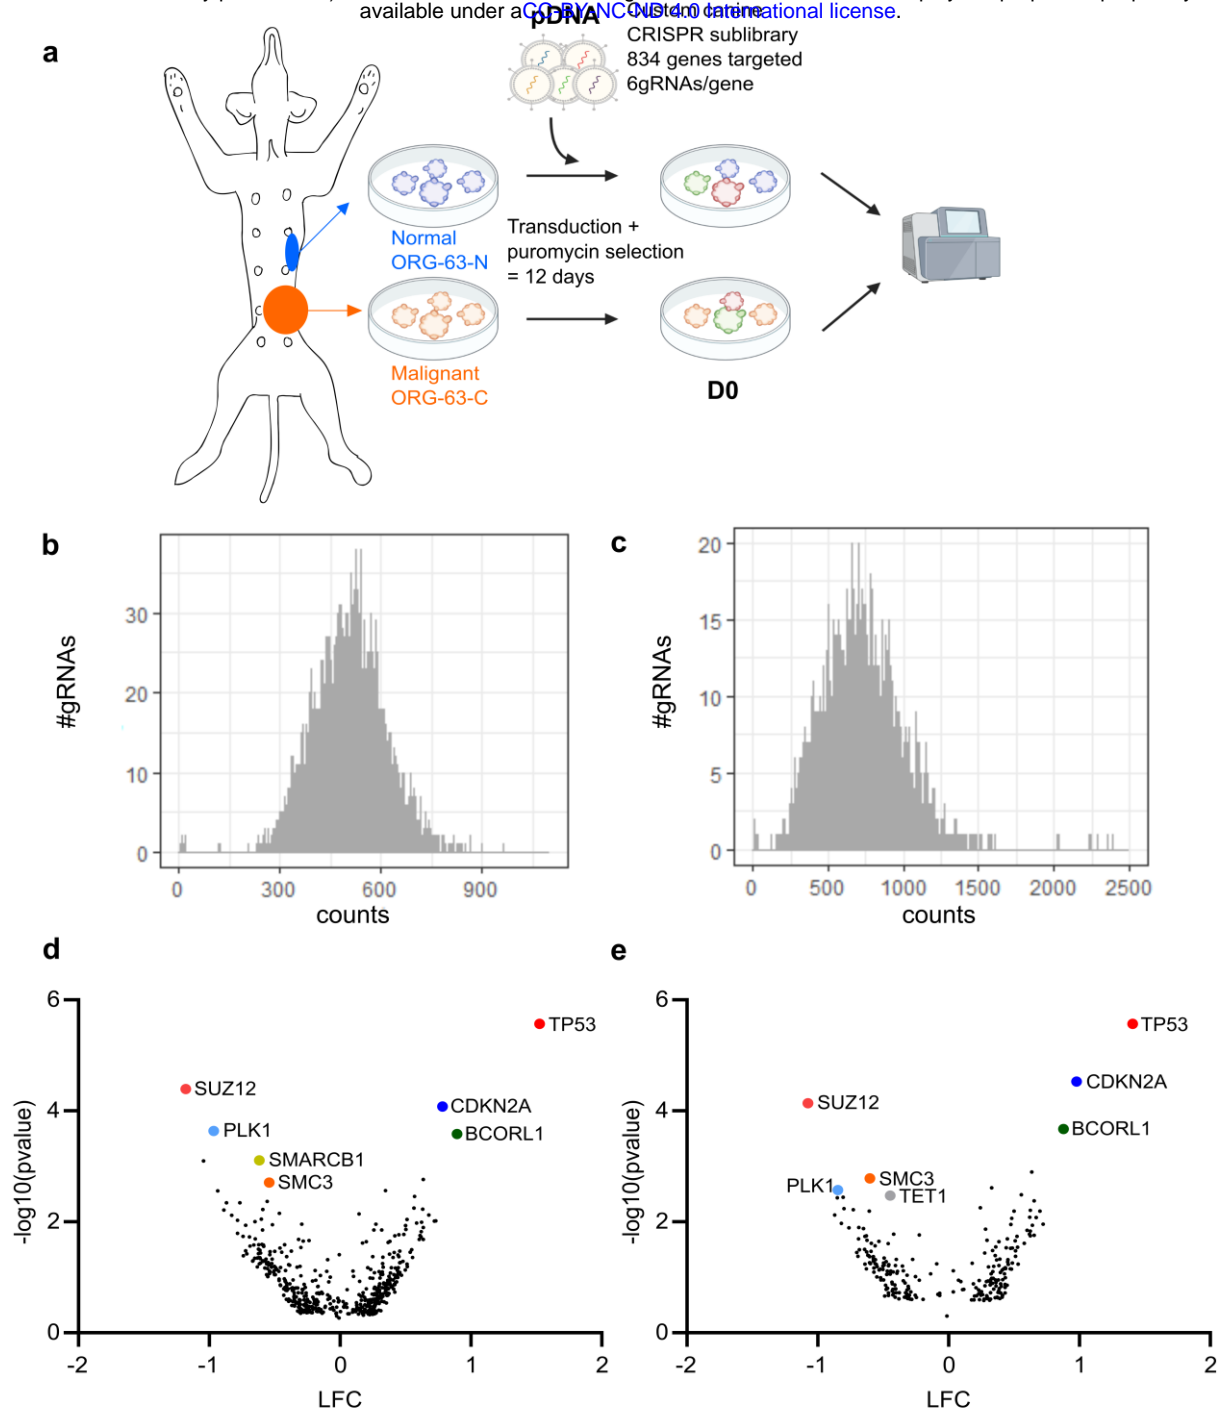 available under a CC-BY-NC-ND 4.0 International license.
a
pDNA
Custom canine
CRISPR sublibrary
834 genes targeted
6gRNAs/gene
Normal
ORG-63-N
Transduction +
puromycin selection
= 12 days
Malignant
ORG-63-C
D0
b
#gRNAs
30
20
10
0
0 300 600 900
counts
c
#gRNAs
20
15
10
5
0
0 500 1000 1500 2000 2500
counts
d
-log10(pvalue)
6
4
2
0
TP53
SUZ12
CDKN2A
PLK1
BCORL1
SMARCB1
SMC3
-2 -1 0 1 2
LFC
e
-log10(pvalue)
6
4
2
0
TP53
CDKN2A
SUZ12
BCORL1
SMC3
PLK1
TET1
-2 -1 0 1 2
LFC